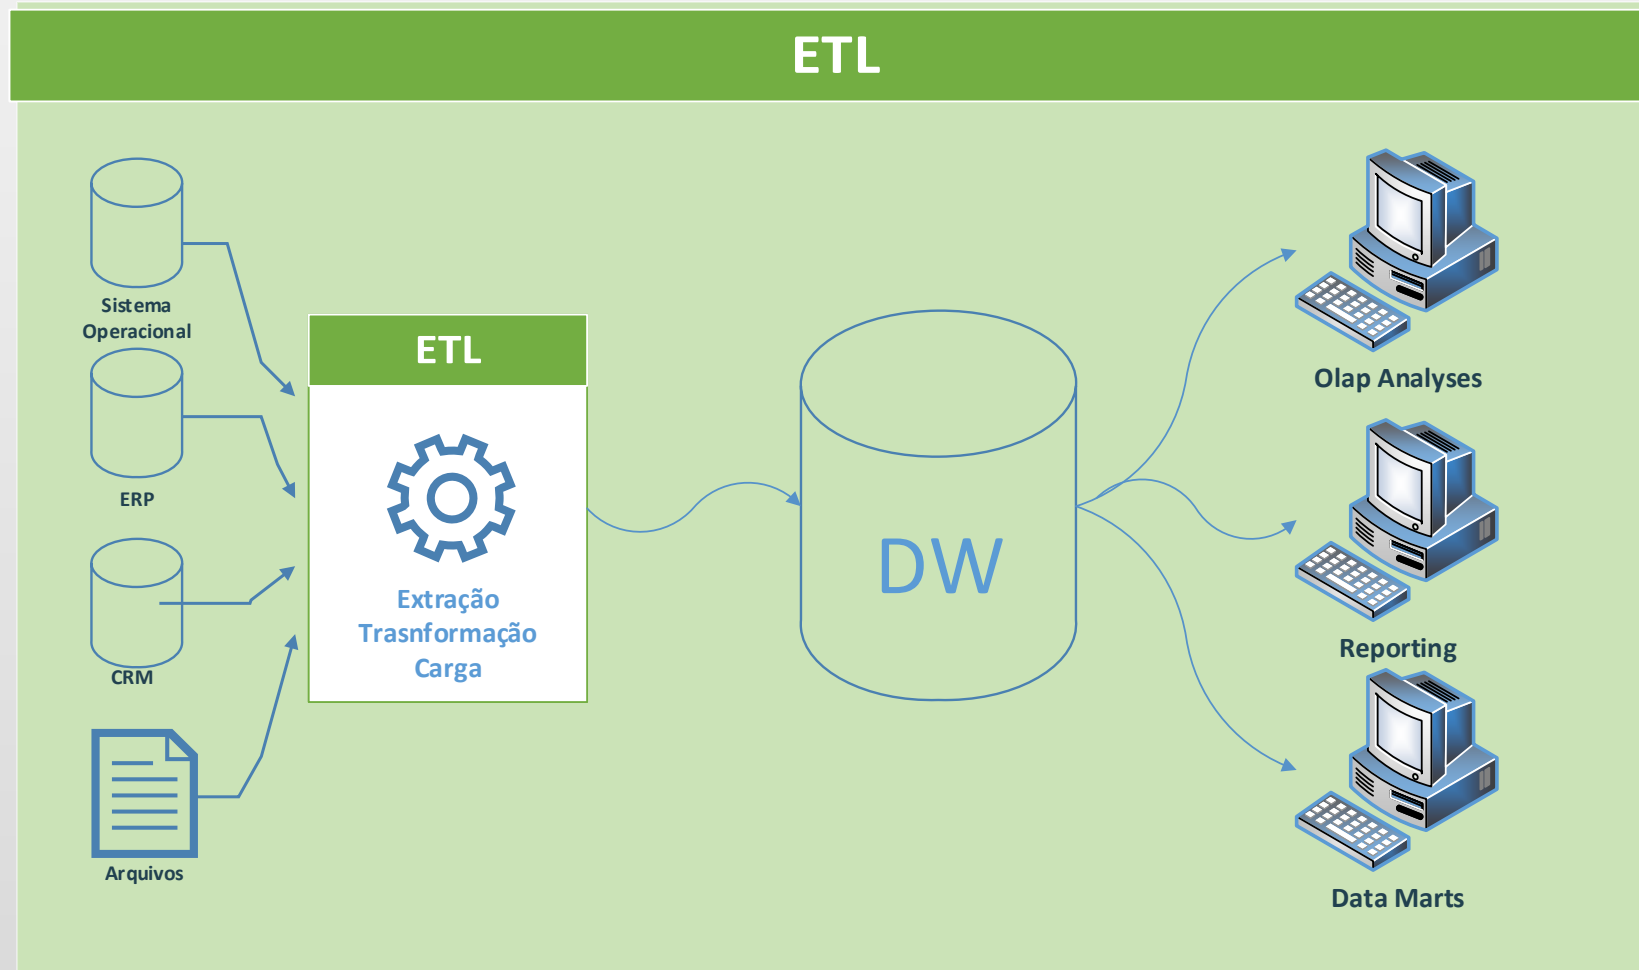 ETL
Sistema
Operacional
ERP
CRM
Arquivos
ETL
Extração
Trasnformação
Carga
DW
Olap Analyses
Reporting
Data Marts